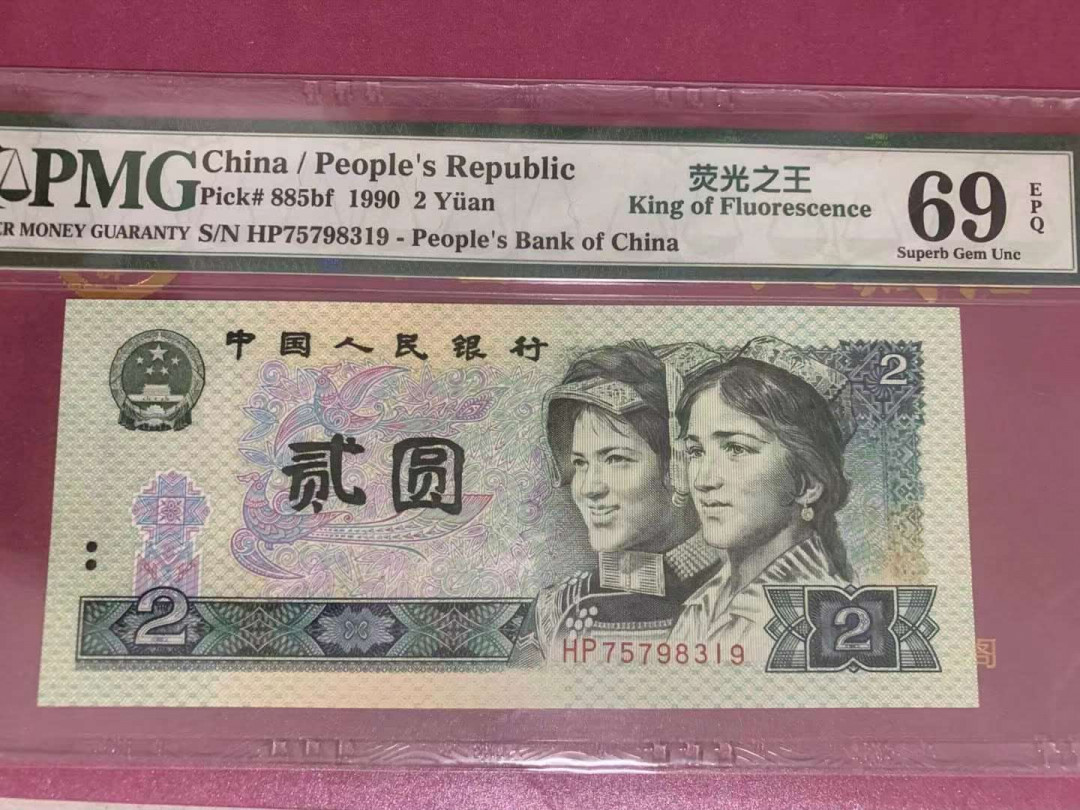 PMG
China / People's Republic
Pick# 885bf 1990 2 Yüan
ER MONEY GUARANTY S/N HP75798319 - People's Bank of China
荧光之王
King of Fluorescence
69
EPQ
Superb Gem Unc
中国人民银行
2
贰圆
2
2
HP75798319